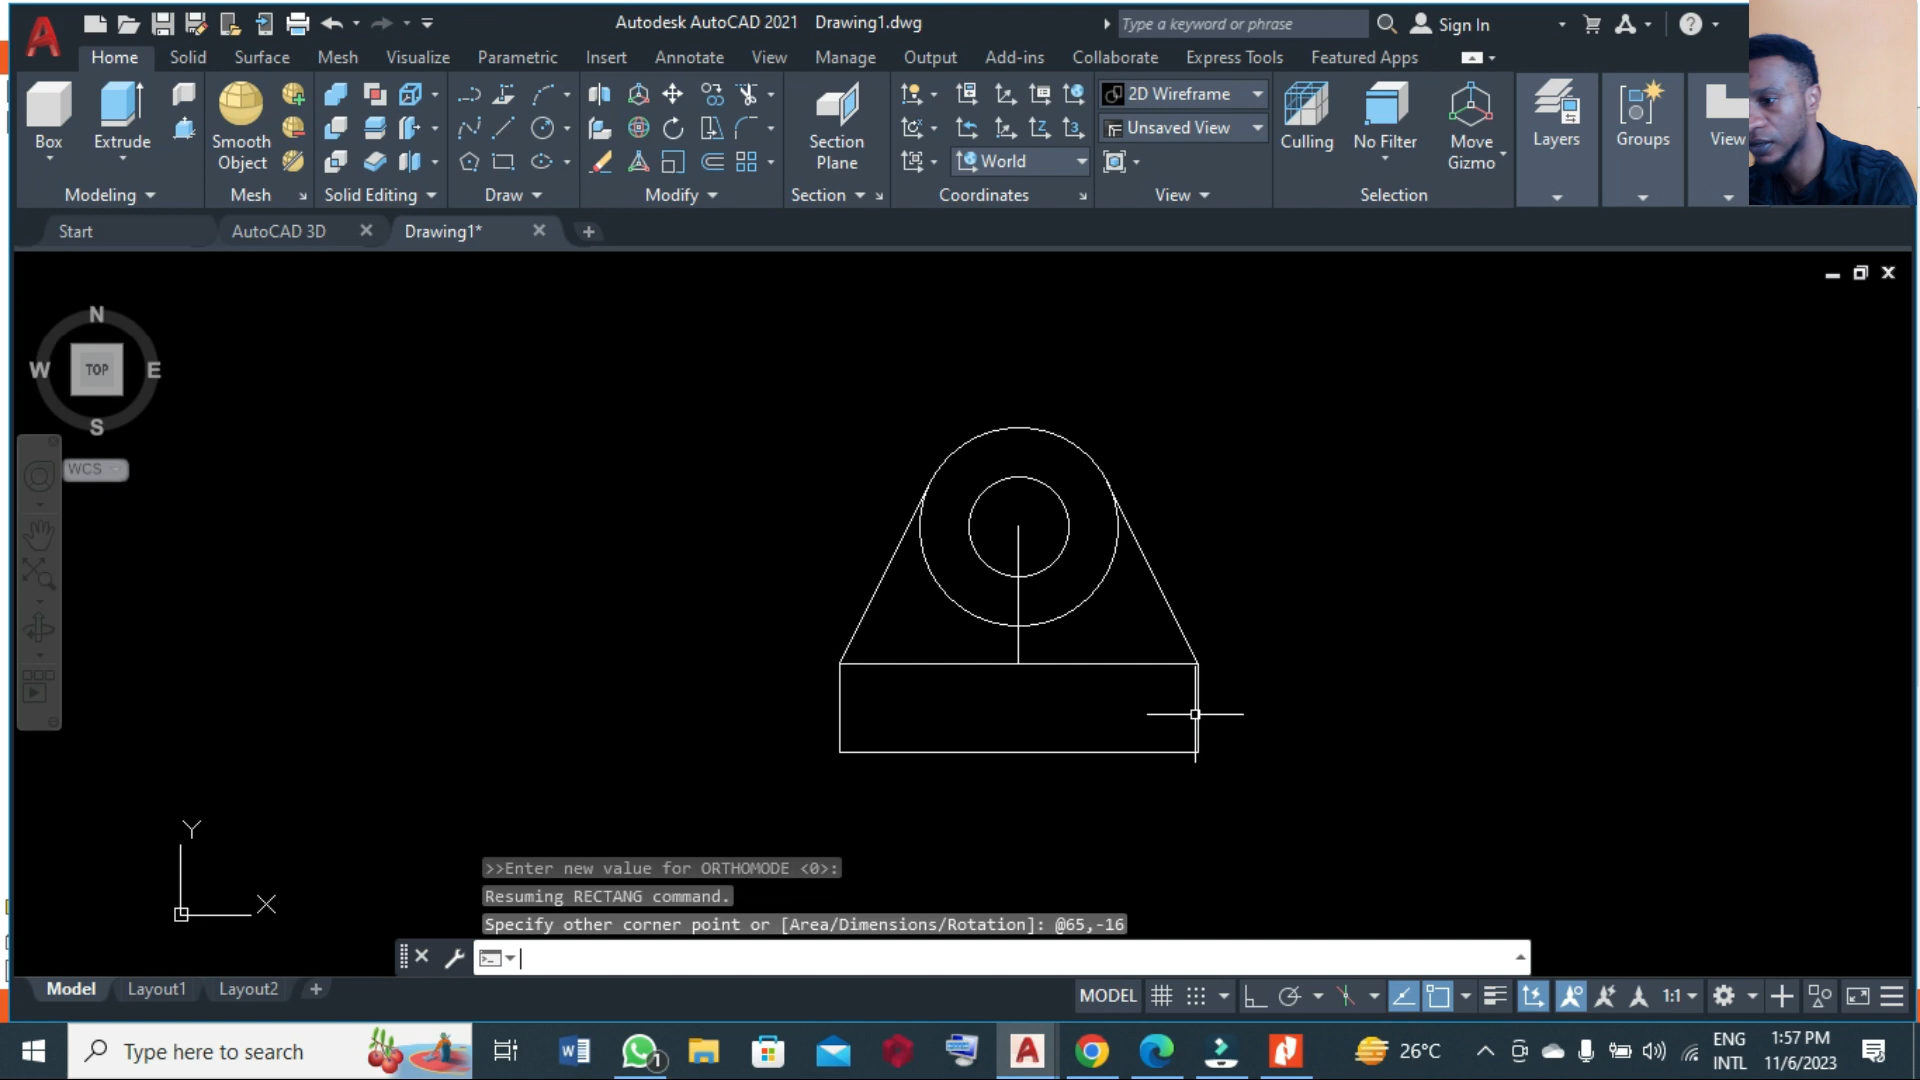 Autodesk AutoCAD 2021 Drawing1.dwg
Type a keyword or phrase
Sign In
Home Solid Surface Mesh Visualize Parametric Insert Annotate View Manage Output Add-ins Collaborate Express Tools Featured Apps
Box
Extrude
Smooth
Object
Section
Plane
World
2D Wireframe
Unsaved View
Culling
No Filter
Move
Gizmo
Layers
Groups
View
Modeling
Mesh
Solid Editing
Draw
Modify
Section
Coordinates
View
Selection
Start
AutoCAD 3D
Drawing1*
N
W
TOP
E
S
WCS
Y
X
>>Enter new value for ORTHOMODE <0>:
Resuming RECTANG command.
Specify other corner point or [Area/Dimensions/Rotation]: @65,-16
Model
Layout1
Layout2
MODEL
1:1
Type here to search
1
26°C
ENG
INTL
1:57 PM
11/6/2023